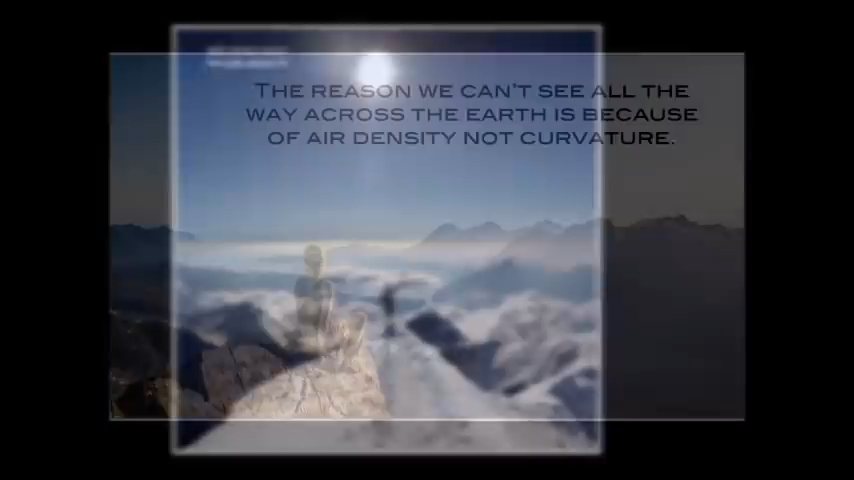 THE REASON WE CAN'T SEE ALL THE
WAY ACROSS THE EARTH IS BECAUSE
OF AIR DENSITY NOT CURVATURE.